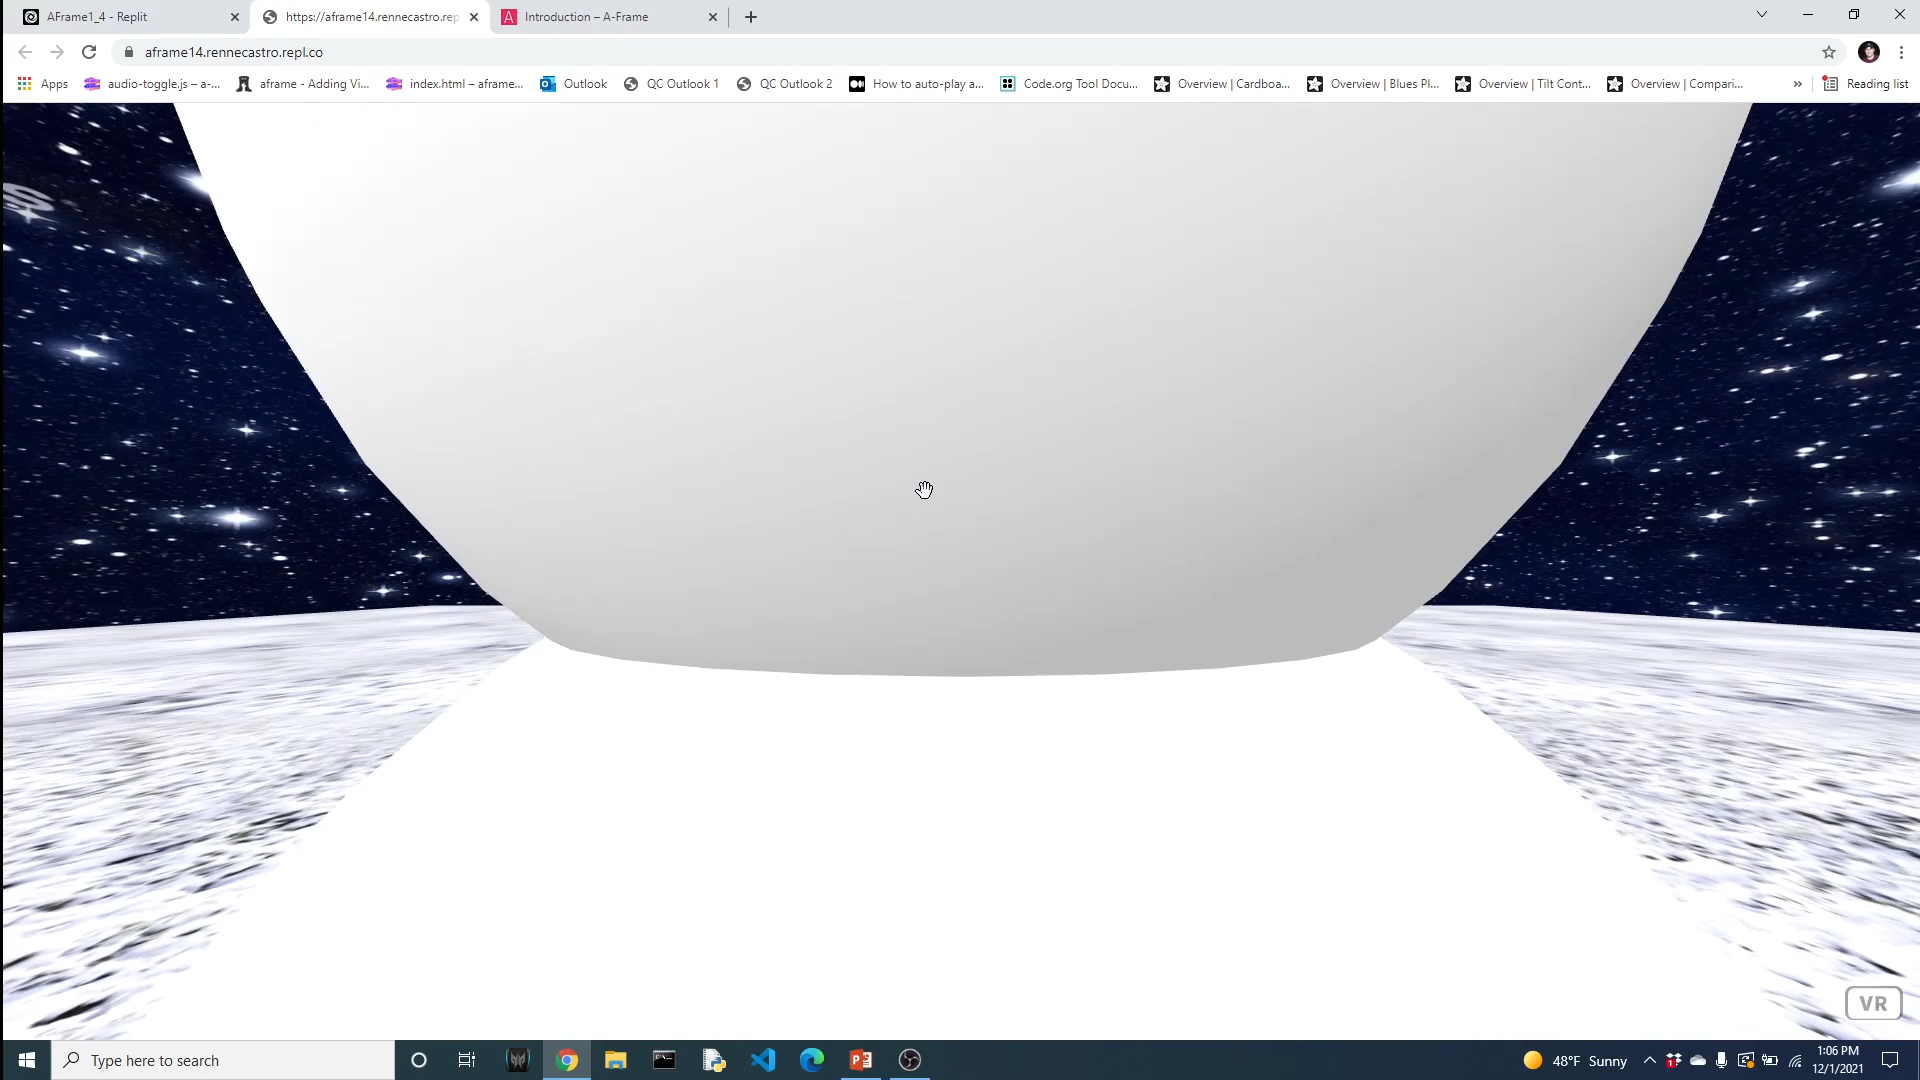 AFrame1_4 - Replit
https://aframe14.rennecastro.rep
Introduction – A-Frame
aframe14.rennecastro.repl.co
Apps
audio-toggle.js – a-...
aframe - Adding Vi...
index.html – aframe...
Outlook
QC Outlook 1
QC Outlook 2
How to auto-play a...
Code.org Tool Docu...
Overview | Cardboa...
Overview | Blues Pl...
Overview | Tilt Cont...
Overview | Compari...
»
Reading list
VR
Type here to search
48°F Sunny
1:06 PM
12/1/2021